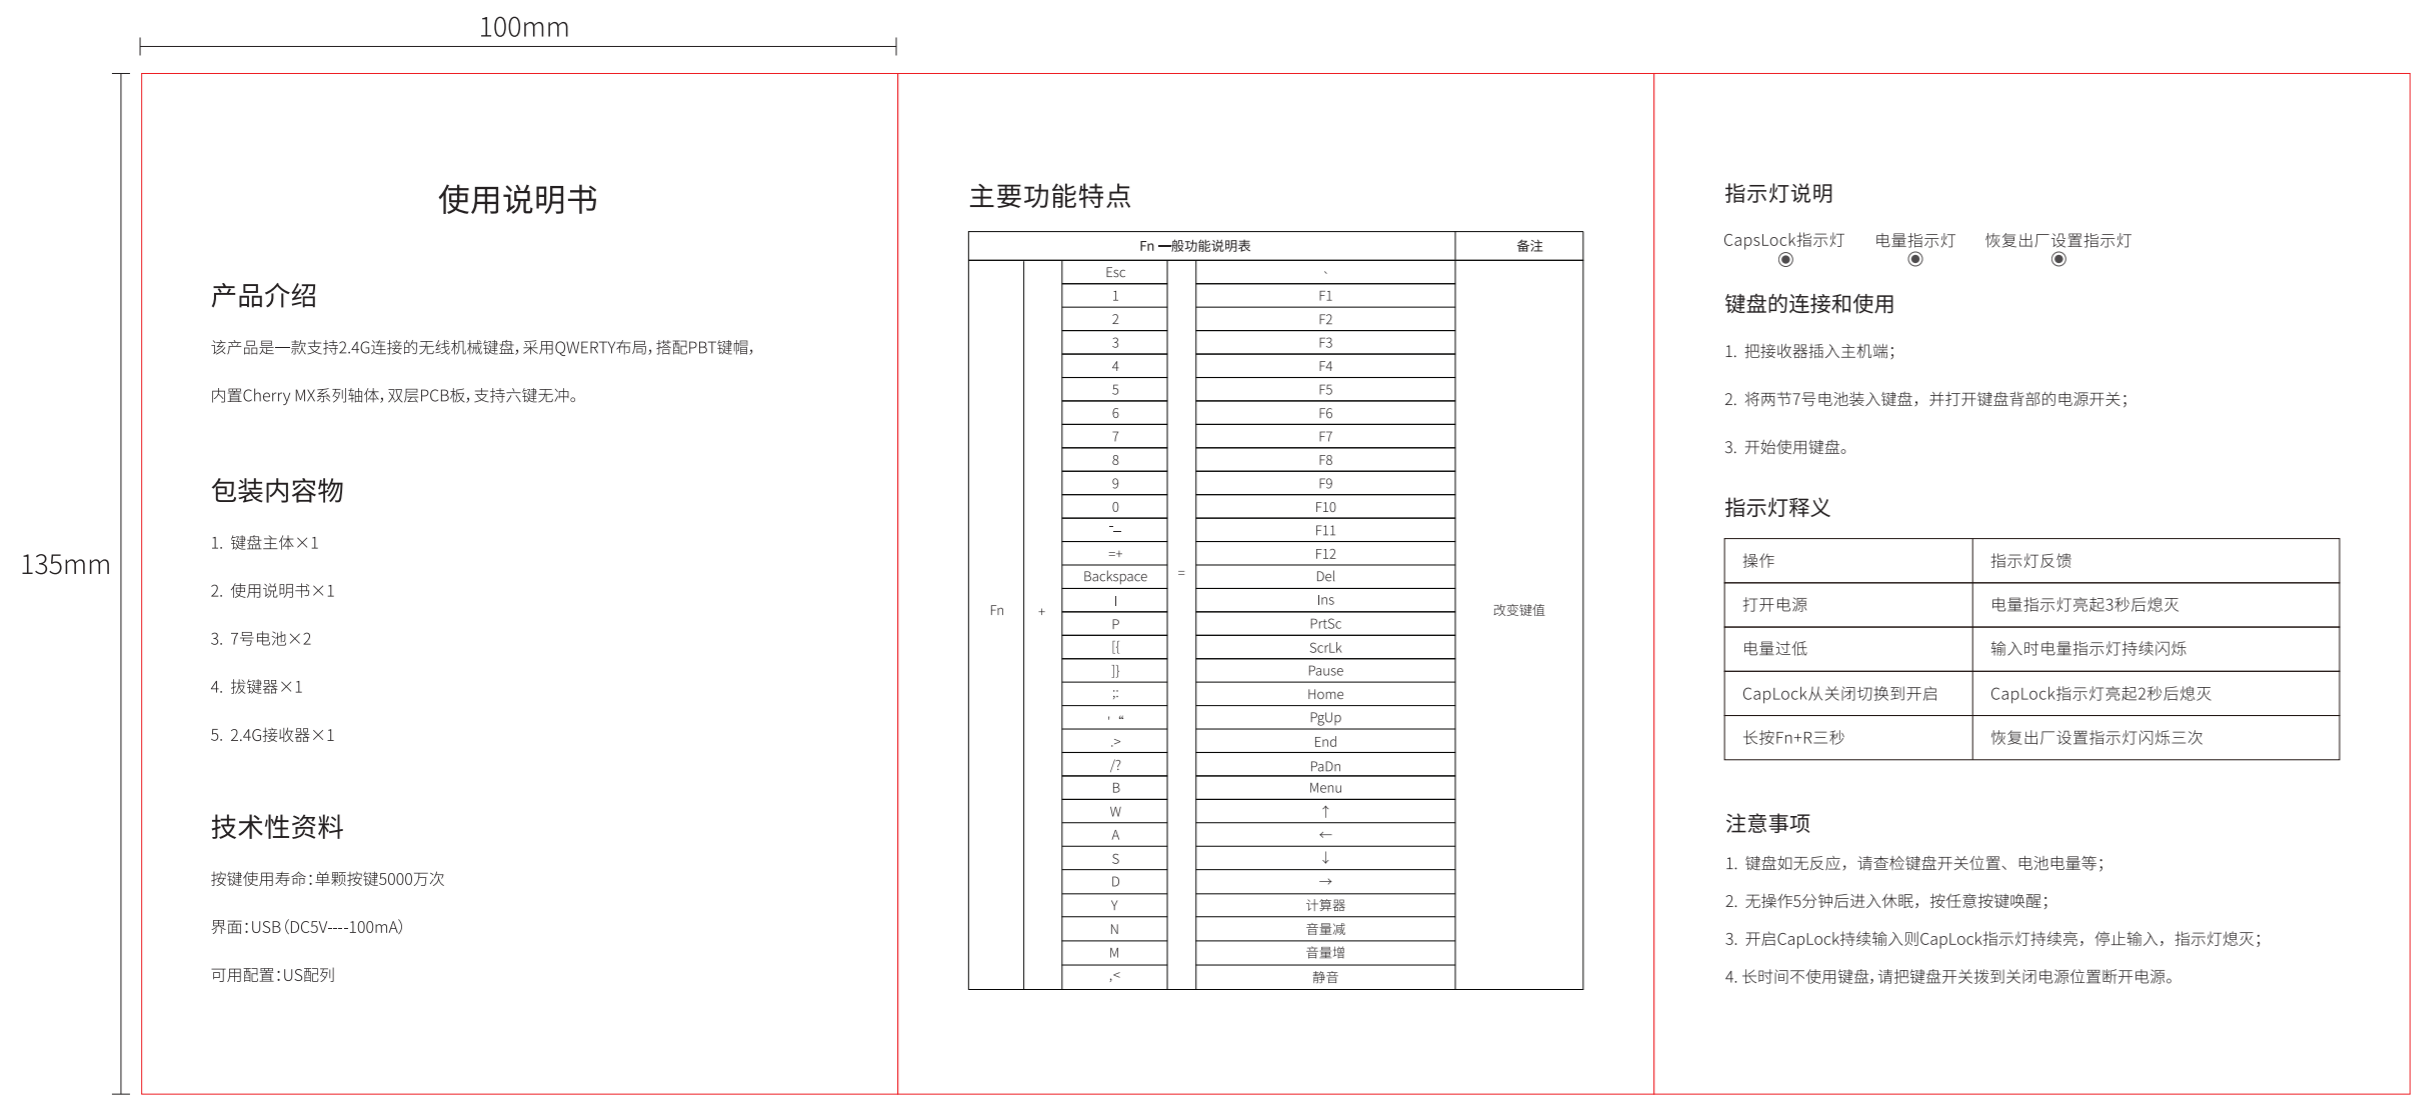 100mm
135mm
使用说明书
产品介绍
该产品是一款支持2.4G连接的无线机械键盘，采用QWERTY布局，搭配PBT键帽，
内置Cherry MX系列轴体，双层PCB板，支持六键无冲。
包装内容物
1. 键盘主体×1
2. 使用说明书×1
3. 7号电池×2
4. 拔键器×1
5. 2.4G接收器×1
技术性资料
按键使用寿命：单颗按键5000万次
界面：USB（DC5V----100mA）
可用配置：US配列
主要功能特点
Fn 一般功能说明表 备注
Esc 、
1 F1
2 F2
3 F3
4 F4
5 F5
6 F6
7 F7
8 F8
9 F9
0 F10
-_ F11
=+ F12
Backspace = Del
I Ins
Fn + P PrtSc 改变键值
[{ ScrLk
]} Pause
;: Home
' “ PgUp
.> End
/? PaDn
B Menu
W ↑
A ←
S ↓
D →
Y 计算器
N 音量减
M 音量增
,< 静音
指示灯说明
CapsLock指示灯 电量指示灯 恢复出厂设置指示灯
键盘的连接和使用
1. 把接收器插入主机端；
2. 将两节7号电池装入键盘，并打开键盘背部的电源开关；
3. 开始使用键盘。
指示灯释义
操作 指示灯反馈
打开电源 电量指示灯亮起3秒后熄灭
电量过低 输入时电量指示灯持续闪烁
CapLock从关闭切换到开启 CapLock指示灯亮起2秒后熄灭
长按Fn+R三秒 恢复出厂设置指示灯闪烁三次
注意事项
1. 键盘如无反应，请查检键盘开关位置、电池电量等；
2. 无操作5分钟后进入休眠，按任意按键唤醒；
3. 开启CapLock持续输入则CapLock指示灯持续亮，停止输入，指示灯熄灭；
4. 长时间不使用键盘，请把键盘开关拨到关闭电源位置断开电源。